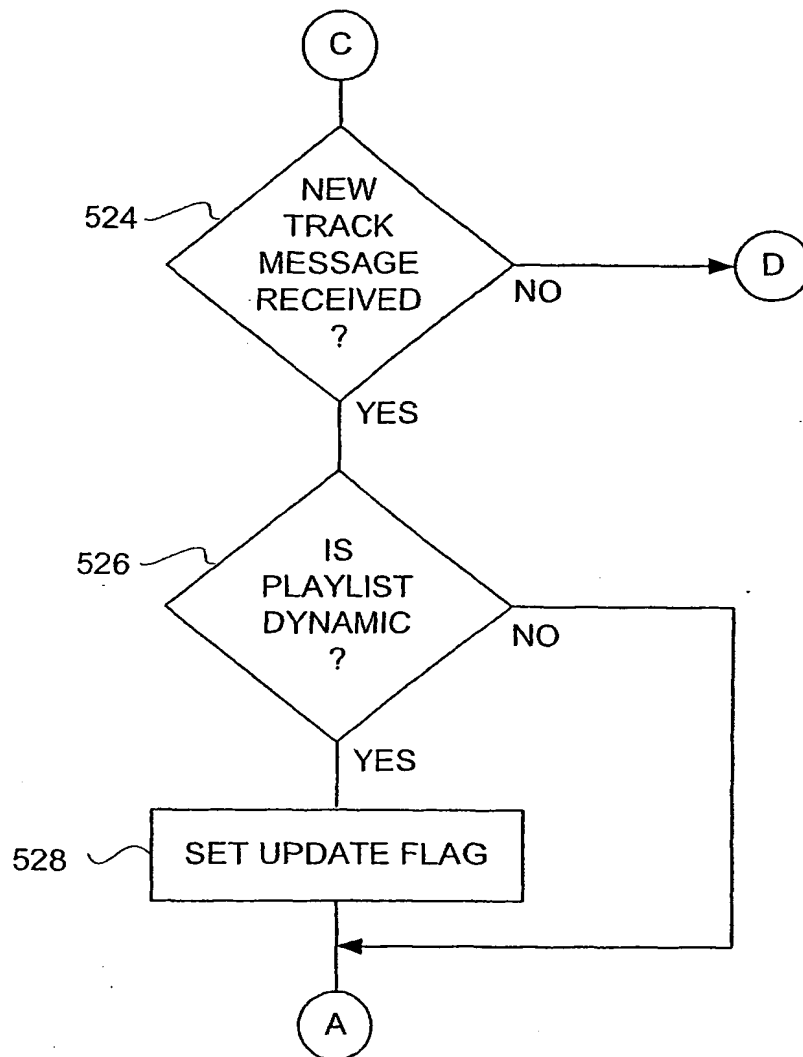 C
524
NEW
TRACK
MESSAGE
RECEIVED
?
NO
D
YES
526
IS
PLAYLIST
DYNAMIC
?
NO
YES
528
SET UPDATE FLAG
A